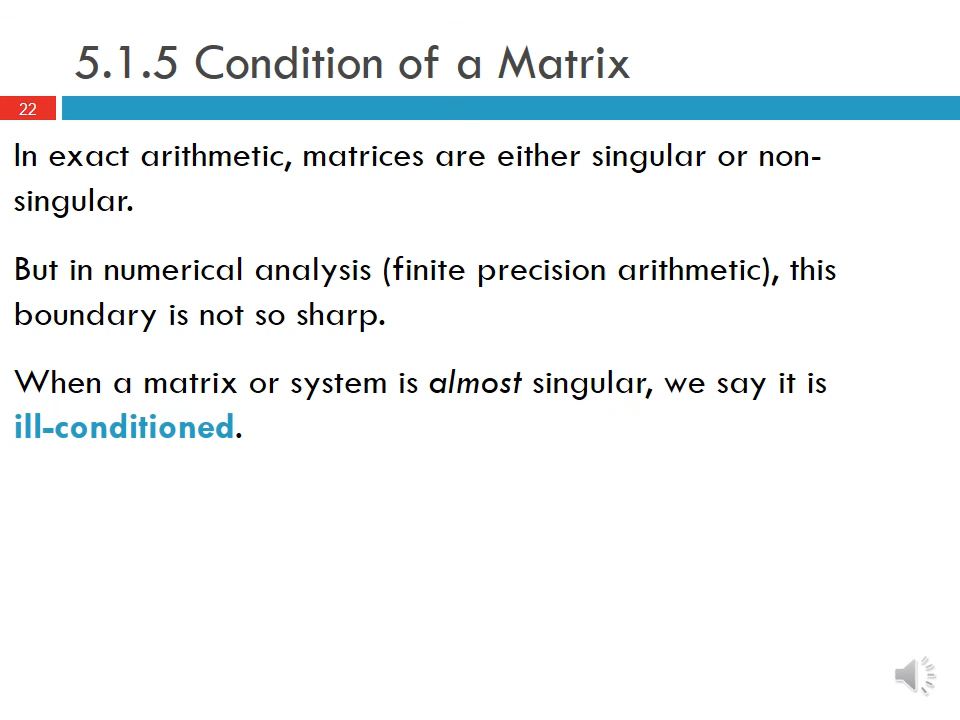 5.1.5 Condition of a Matrix
22
In exact arithmetic, matrices are either singular or non-
singular.
But in numerical analysis (finite precision arithmetic), this
boundary is not so sharp.
When a matrix or system is almost singular, we say it is
ill-conditioned.